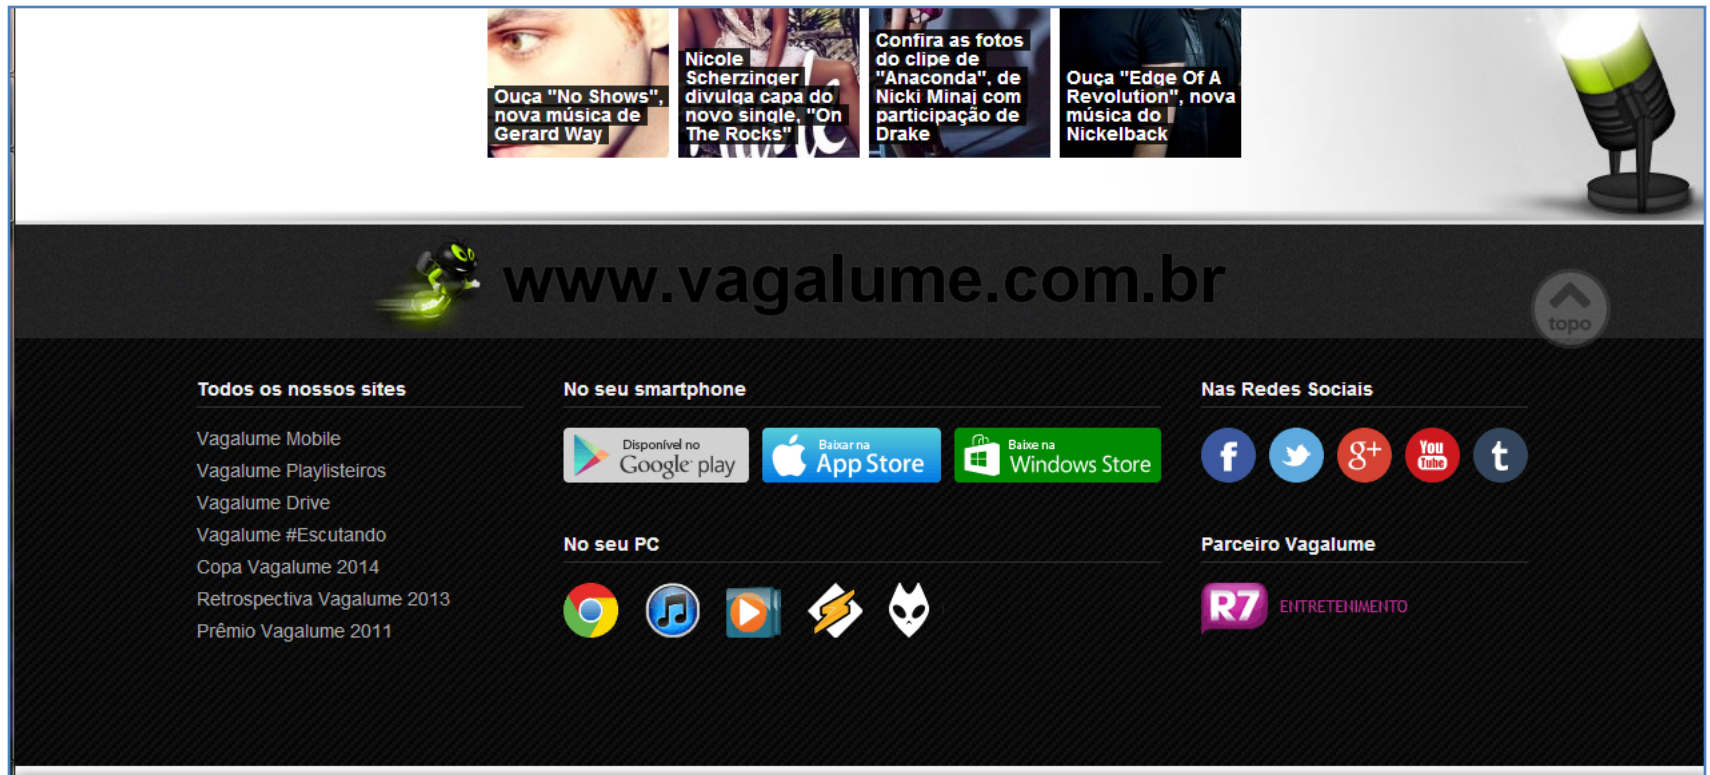 Ouça "No Shows",
nova música de
Gerard Way
Nicole
Scherzinger
divulga capa do
novo single, "On
The Rocks"
Confira as fotos
do clipe de
"Anaconda", de
Nicki Minaj com
participação de
Drake
Ouça "Edge Of A
Revolution", nova
música do
Nickelback
www.vagalume.com.br
topo
Todos os nossos sites
Vagalume Mobile
Vagalume Playlisteiros
Vagalume Drive
Vagalume #Escutando
Copa Vagalume 2014
Retrospectiva Vagalume 2013
Prêmio Vagalume 2011
No seu smartphone
Disponível no
Google play
Baixar na
App Store
Baixe na
Windows Store
No seu PC
Nas Redes Sociais
f
g+
You
Tube
t
Parceiro Vagalume
R7 ENTRETENIMENTO